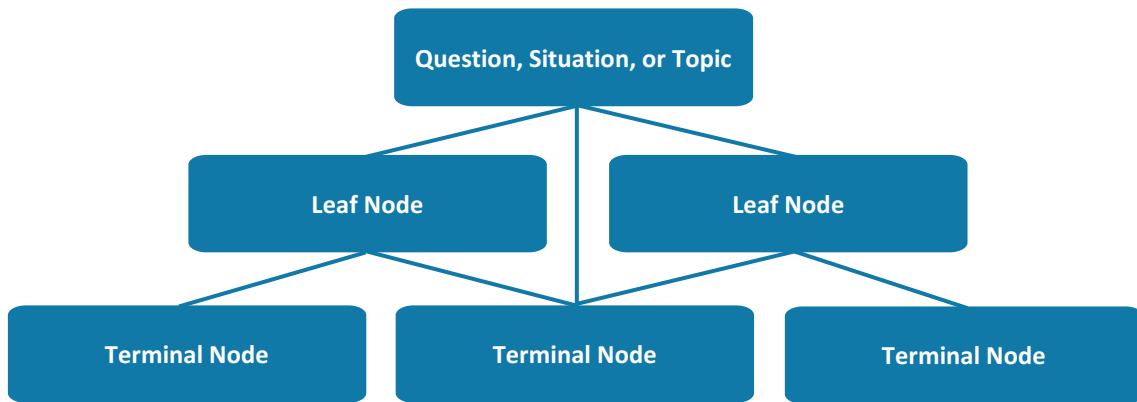 Question, Situation, or Topic
Leaf Node
Leaf Node
Terminal Node
Terminal Node
Terminal Node